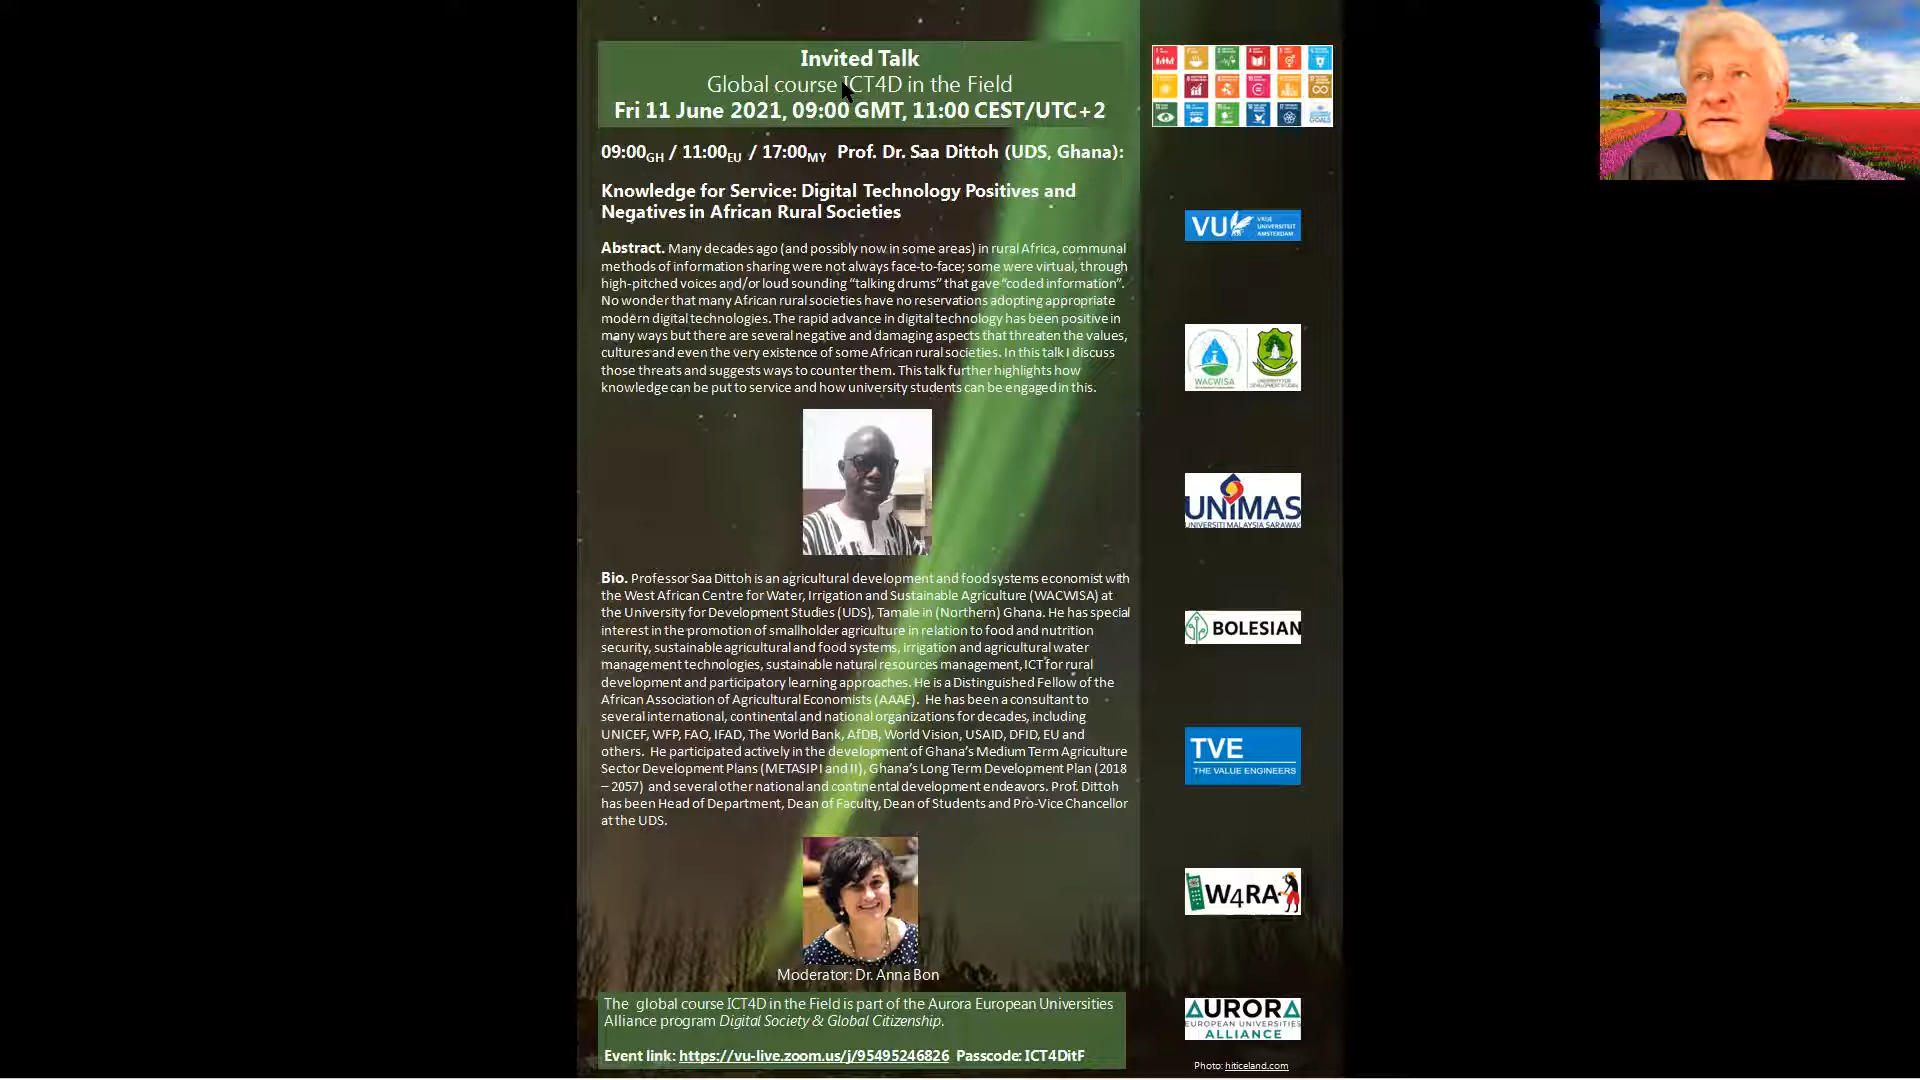 Invited Talk
Global course ICT4D in the Field
Fri 11 June 2021, 09:00 GMT, 11:00 CEST/UTC+2
09:00GH / 11:00EU / 17:00MY Prof. Dr. Saa Dittoh (UDS, Ghana):
Knowledge for Service: Digital Technology Positives and
Negatives in African Rural Societies
Abstract. Many decades ago (and possibly now in some areas) in rural Africa, communal
methods of information sharing were not always face-to-face; some were virtual, through
high-pitched voices and/or loud sounding “talking drums” that gave “coded information”.
No wonder that many African rural societies have no reservations adopting appropriate
modern digital technologies. The rapid advance in digital technology has been positive in
many ways but there are several negative and damaging aspects that threaten the values,
cultures and even the very existence of some African rural societies. In this talk I discuss
those threats and suggests ways to counter them. This talk further highlights how
knowledge can be put to service and how university students can be engaged in this.
Bio. Professor Saa Dittoh is an agricultural development and food systems economist with
the West African Centre for Water, Irrigation and Sustainable Agriculture (WACWISA) at
the University for Development Studies (UDS), Tamale in (Northern) Ghana. He has special
interest in the promotion of smallholder agriculture in relation to food and nutrition
security, sustainable agricultural and food systems, irrigation and agricultural water
management technologies, sustainable natural resources management, ICT for rural
development and participatory learning approaches. He is a Distinguished Fellow of the
African Association of Agricultural Economists (AAAE). He has been a consultant to
several international, continental and national organizations for decades, including
UNICEF, WFP, FAO, IFAD, The World Bank, AfDB, World Vision, USAID, DFID, EU and
others. He participated actively in the development of Ghana’s Medium Term Agriculture
Sector Development Plans (METASIP I and II), Ghana’s Long Term Development Plan (2018
– 2057) and several other national and continental development endeavors. Prof. Dittoh
has been Head of Department, Dean of Faculty, Dean of Students and Pro-Vice Chancellor
at the UDS.
Moderator: Dr. Anna Bon
The global course ICT4D in the Field is part of the Aurora European Universities
Alliance program Digital Society & Global Citizenship.
Event link: https://vu-live.zoom.us/j/95495246826 Passcode: ICT4DitF
VU
VRIJE
UNIVERSITEIT
AMSTERDAM
WACWISA
UNIMAS
UNIVERSITI MALAYSIA SARAWAK
BOLESIAN
TVE
THE VALUE ENGINEERS
W4RA
AURORA
EUROPEAN UNIVERSITIES
ALLIANCE
Photo: hiticeland.com